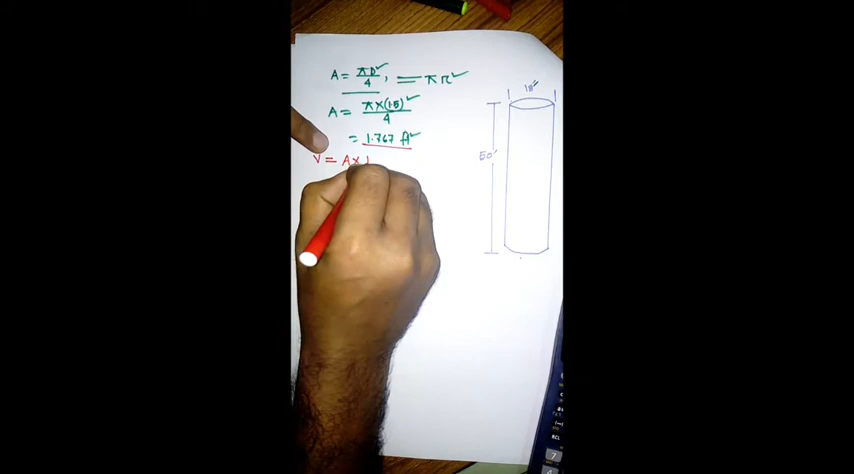 A = πD²/4, = πR²
A = π×(1.5)²/4
= 1.767 ft²
V = A×
18"
50'